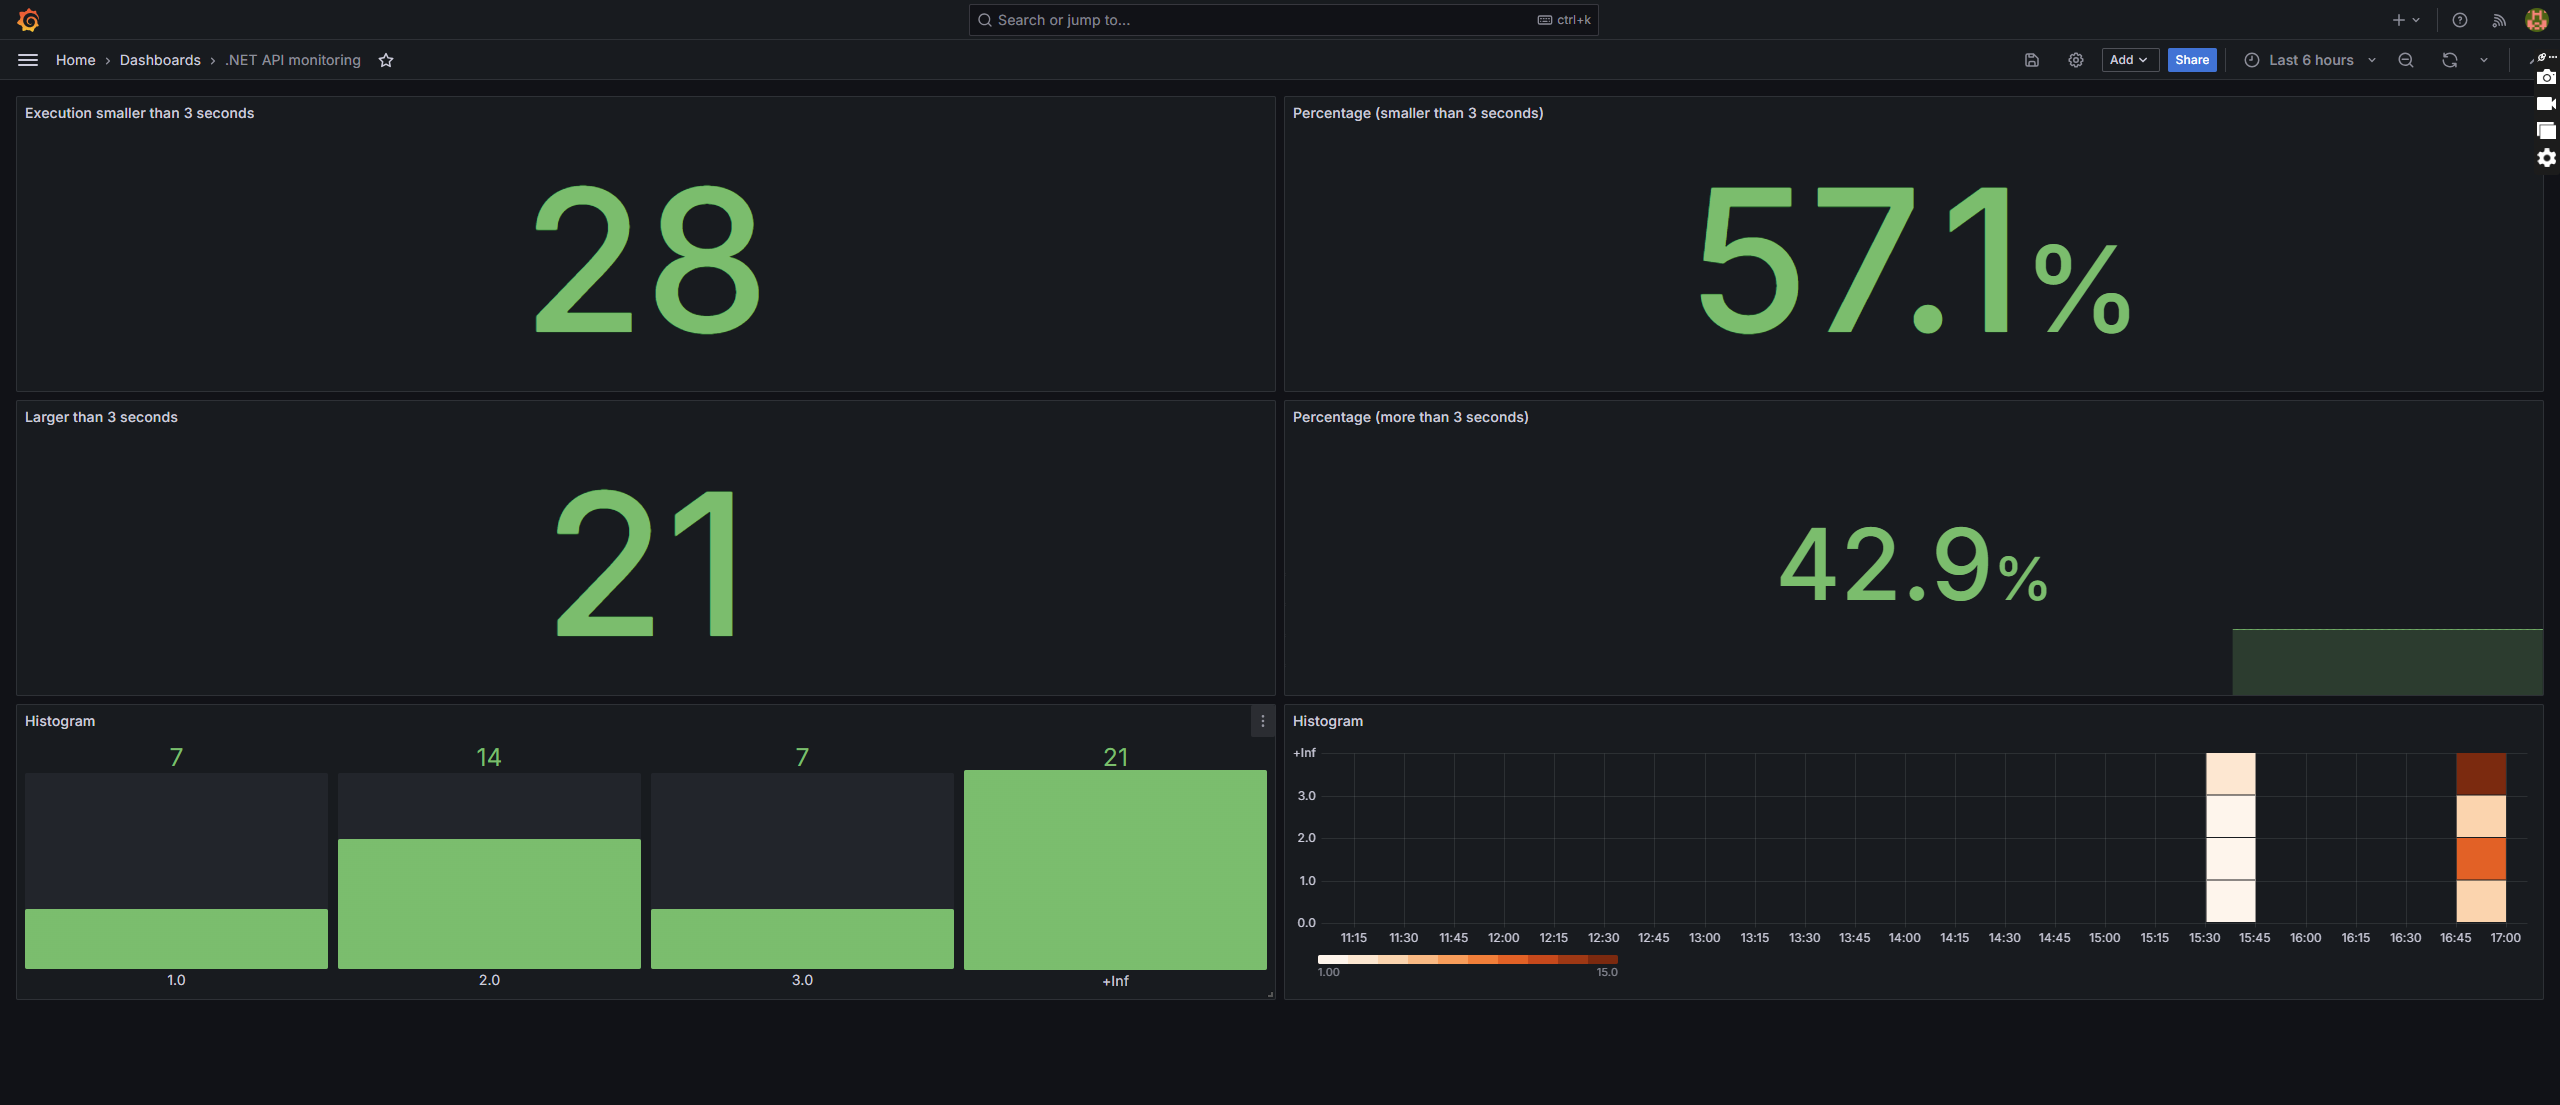 Search or jump to...
ctrl+k
Home › Dashboards › .NET API monitoring
Add
Share
Last 6 hours
Execution smaller than 3 seconds
28
Percentage (smaller than 3 seconds)
57.1%
Larger than 3 seconds
21
Percentage (more than 3 seconds)
42.9%
Histogram
7 14 7 21
1.0 2.0 3.0 +Inf
Histogram
+Inf
3.0
2.0
1.0
0.0
11:15 11:30 11:45 12:00 12:15 12:30 12:45 13:00 13:15 13:30 13:45 14:00 14:15 14:30 14:45 15:00 15:15 15:30 15:45 16:00 16:15 16:30 16:45 17:00
1.00 15.0